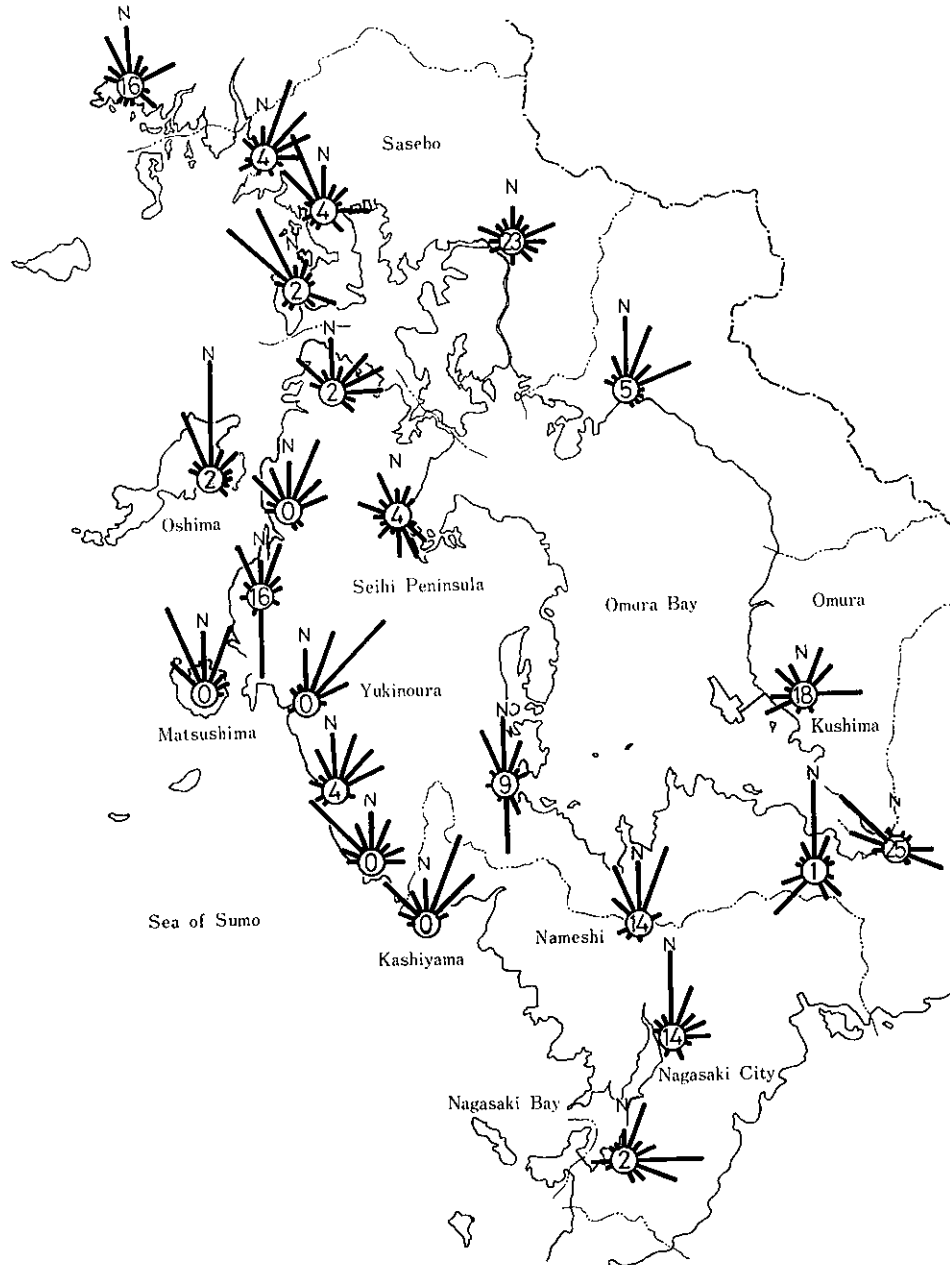 N
16
N
4
Sasebo
N
4
N
23
N
2
N
2
N
5
N
2
Oshima
N
0
N
4
N
16
Seihi Peninsula
Omura Bay
Omura
N
0
Matsushima
N
0
Yukinoura
N
18
Kushima
N
4
N
9
N
1
N
25
N
0
N
0
Kashiyama
Sea of Sumo
N
14
Nameshi
N
14
Nagasaki City
Nagasaki Bay
N
2